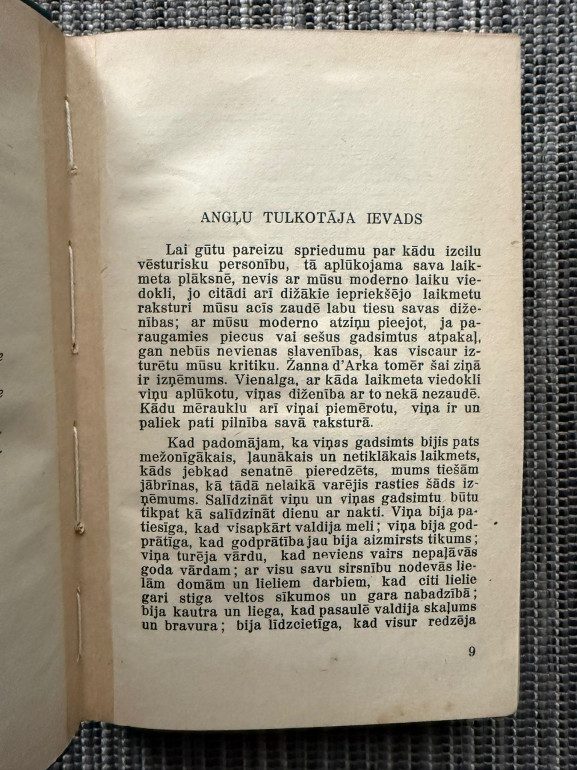 ANGĻU TULKOTĀJA IEVADS
Lai gūtu pareizu spriedumu par kādu izcilu
vēsturisku personību, tā aplūkojama sava laik-
meta plāksnē, nevis ar mūsu moderno laiku vie-
dokli, jo citādi arī dižākie iepriekšējo laikmetu
raksturi mūsu acīs zaudē labu tiesu savas diže-
nības; ar mūsu moderno atziņu pieejot, ja pa-
raugamies piecus vai sešus gadsimtus atpakaļ,
gan nebūs nevienas slavenības, kas viscaur iz-
turētu mūsu kritiku. Žanna d'Arka tomēr šai ziņā
ir izņēmums. Vienalga, ar kāda laikmeta viedokli
viņu aplūkotu, viņas diženība ar to nekā nezaudē.
Kādu mērauklu arī viņai piemērotu, viņa ir un
paliek pati pilnība savā raksturā.
Kad padomājam, ka viņas gadsimts bijis pats
mežonīgākais, ļaunākais un netiklākais laikmets,
kāds jebkad senatnē pieredzēts, mums tiešām
jābrīnas, kā tādā nelaikā varējis rasties šāds iz-
ņēmums. Salīdzināt viņu un viņas gadsimtu būtu
tikpat kā salīdzināt dienu ar nakti. Viņa bija pa-
tiesīga, kad visapkārt valdīja meli; viņa bija god-
prātīga, kad godprātība jau bija aizmirsts tikums;
viņa turēja vārdu, kad neviens vairs nepaļāvās
goda vārdam; ar visu savu sirsnību nodevās lie-
lām domām un lieliem darbiem, kad citi lielie
gari stiga veltos sīkumos un gara nabadzībā;
bija kautra un liega, kad pasaulē valdīja skaļums
un bravura; bija līdzcietīga, kad visur redzēja
9